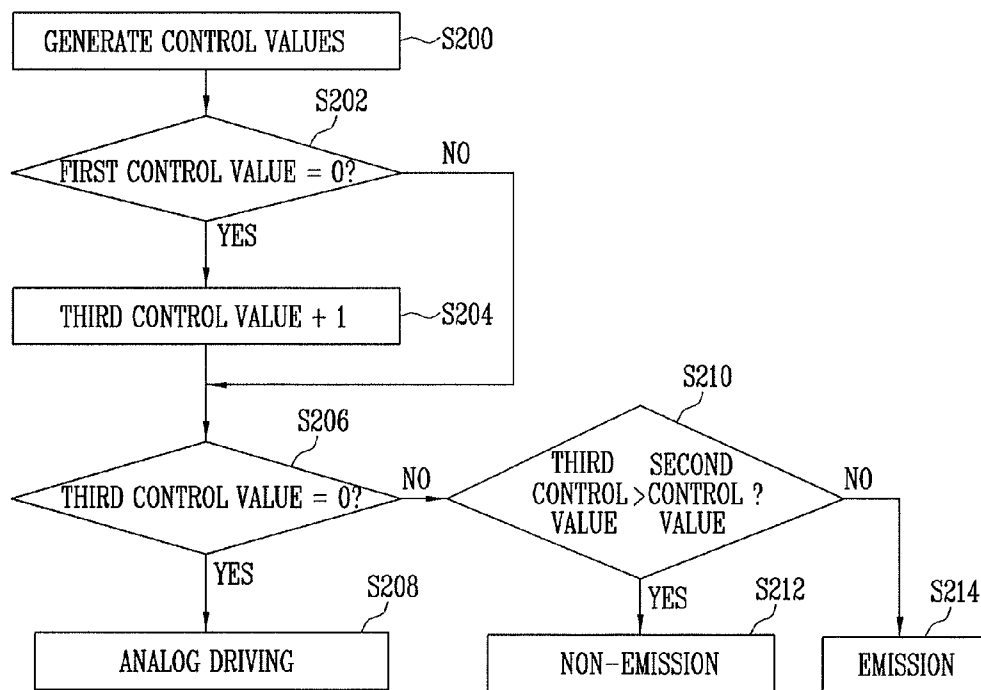 GENERATE CONTROL VALUES
S200
S202
FIRST CONTROL VALUE = 0?
NO
YES
THIRD CONTROL VALUE + 1
S204
S206
THIRD CONTROL VALUE = 0?
NO
YES
S208
ANALOG DRIVING
S210
THIRD SECOND
CONTROL > CONTROL ?
VALUE VALUE
NO
YES
S212
NON-EMISSION
S214
EMISSION